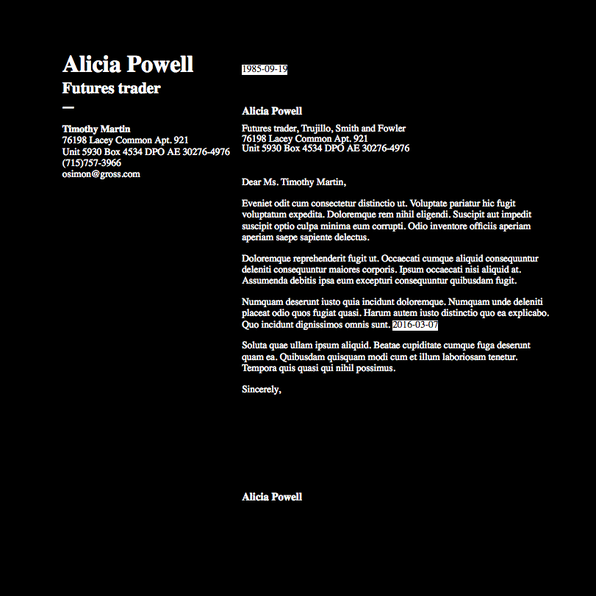 Alicia Powell
Futures trader
—
Timothy Martin
76198 Lacey Common Apt. 921
Unit 5930 Box 4534 DPO AE 30276-4976
(715)757-3966
osimon@gross.com
1985-09-19
Alicia Powell
Futures trader, Trujillo, Smith and Fowler
76198 Lacey Common Apt. 921
Unit 5930 Box 4534 DPO AE 30276-4976
Dear Ms. Timothy Martin,
Eveniet odit cum consectetur distinctio ut. Voluptate pariatur hic fugit
voluptatum expedita. Doloremque rem nihil eligendi. Suscipit aut impedit
suscipit optio culpa minima eum corrupti. Odio inventore officiis aperiam
aperiam saepe sapiente delectus.
Doloremque reprehenderit fugit ut. Occaecati cumque aliquid consequuntur
deleniti consequuntur maiores corporis. Ipsum occaecati nisi aliquid at.
Assumenda debitis ipsa eum excepturi consequuntur quibusdam fugit.
Numquam deserunt iusto quia incidunt doloremque. Numquam unde deleniti
placeat odio quos fugiat quasi. Harum autem iusto distinctio quo ea explicabo.
Quo incidunt dignissimos omnis sunt. 2016-03-07
Soluta quae ullam ipsum aliquid. Beatae cupiditate cumque fuga deserunt
quam ea. Quibusdam quisquam modi cum et illum laboriosam tenetur.
Tempora quis quasi qui nihil possimus.
Sincerely,
Alicia Powell